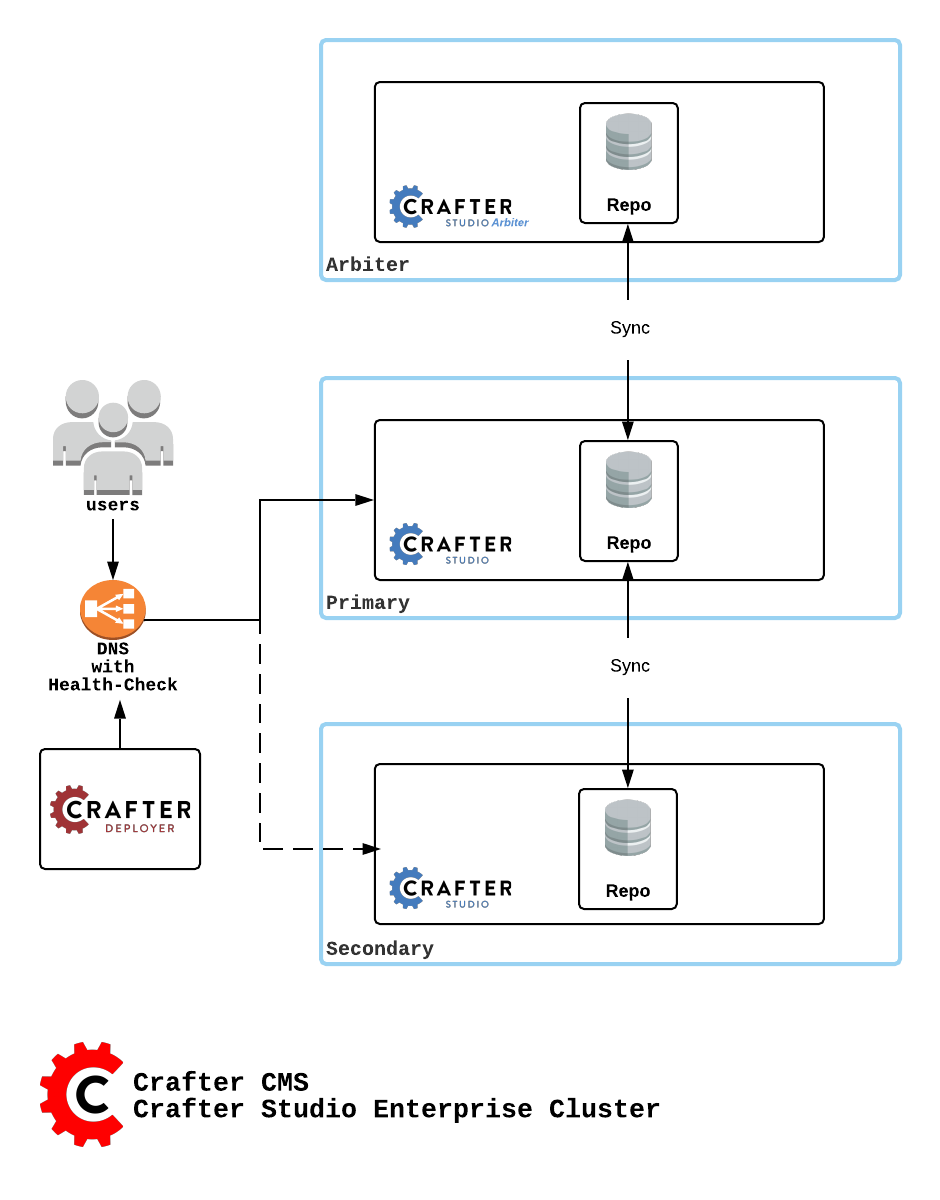 Repo
CRAFTER
STUDIO Arbiter
Arbiter
Sync
users
Repo
CRAFTER
STUDIO
Primary
DNS
with
Health-Check
Sync
CRAFTER
DEPLOYER
Repo
CRAFTER
STUDIO
Secondary
Crafter CMS
Crafter Studio Enterprise Cluster